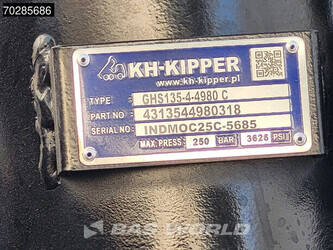 70285686
KH-KIPPER
www.kh-kipper.pl
TYPE GHS135-4-4980 C
PART NO 4313544980318
SERIAL NO: INDMOC25C-5685
MAX. PRESS 250 BAR 3626 PSI
BAS WORLD